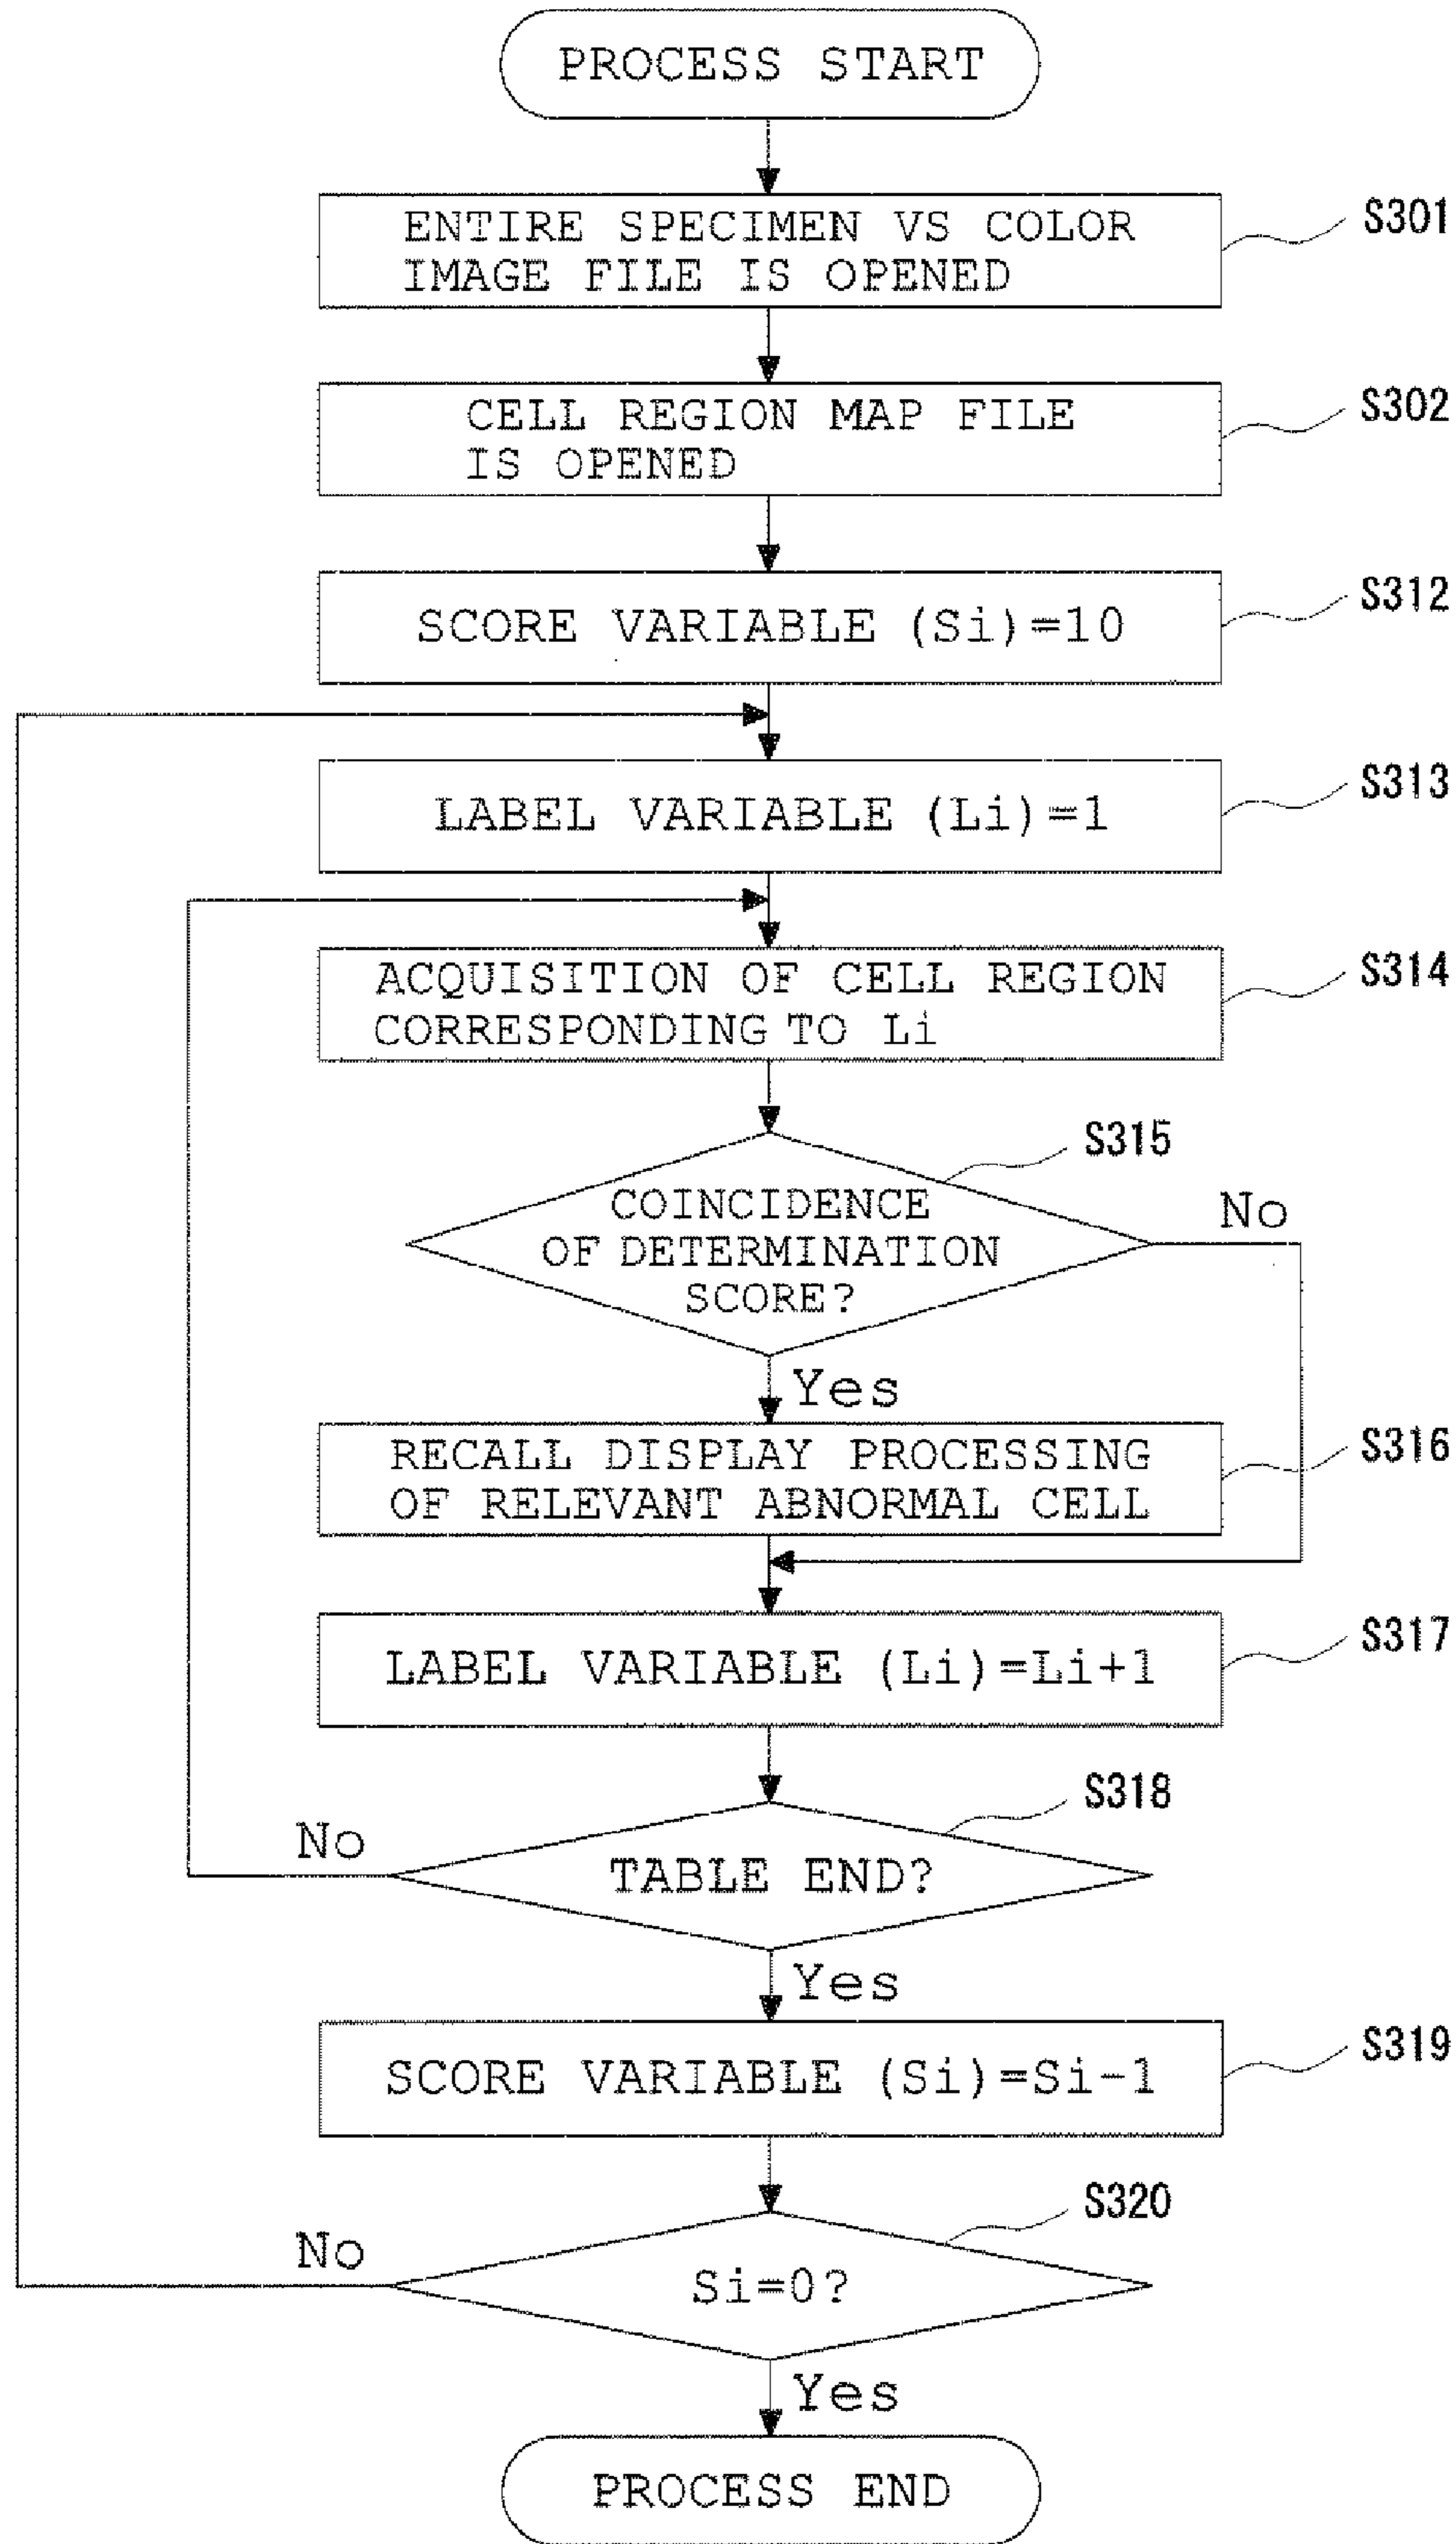 PROCESS START
ENTIRE SPECIMEN VS COLOR
IMAGE FILE IS OPENED
S301
CELL REGION MAP FILE
IS OPENED
S302
SCORE VARIABLE (Si)=10
S312
LABEL VARIABLE (Li)=1
S313
ACQUISITION OF CELL REGION
CORRESPONDING TO Li
S314
S315
COINCIDENCE
OF DETERMINATION
SCORE?
No
Yes
RECALL DISPLAY PROCESSING
OF RELEVANT ABNORMAL CELL
S316
LABEL VARIABLE (Li)=Li+1
S317
S318
No
TABLE END?
Yes
SCORE VARIABLE (Si)=Si-1
S319
S320
No
Si=0?
Yes
PROCESS END